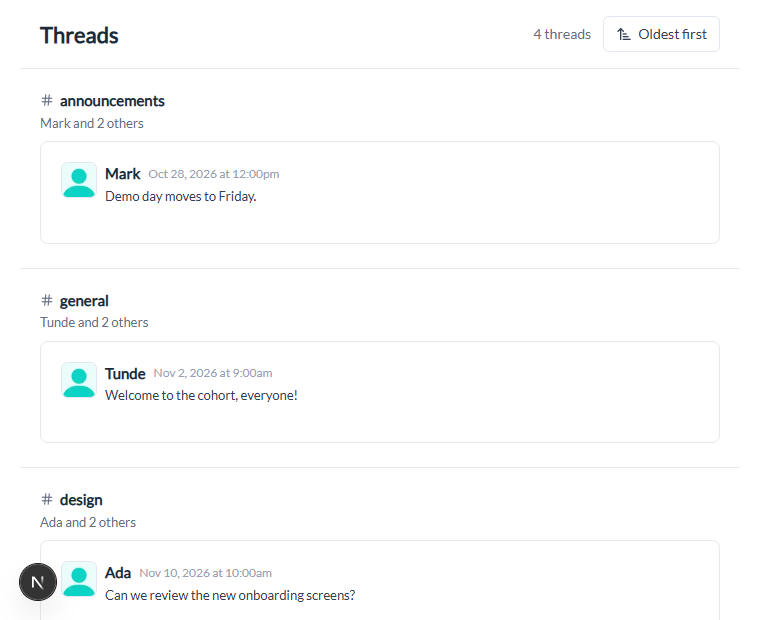 Threads
4 threads
Oldest first
# announcements
Mark and 2 others
Mark Oct 28, 2026 at 12:00pm
Demo day moves to Friday.
# general
Tunde and 2 others
Tunde Nov 2, 2026 at 9:00am
Welcome to the cohort, everyone!
# design
Ada and 2 others
Ada Nov 10, 2026 at 10:00am
N
Can we review the new onboarding screens?